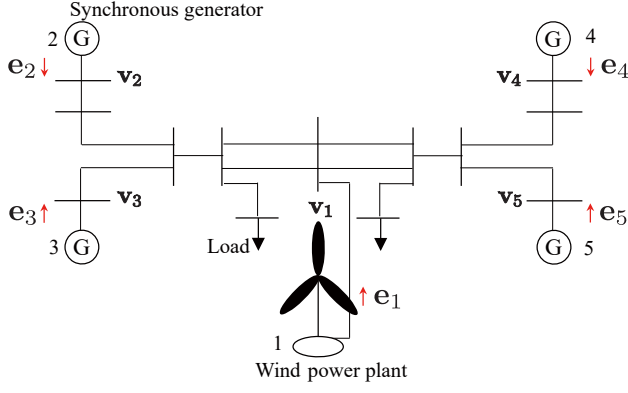 Synchronous generator
2 G
G 4
e2 v2
v4 e4
e3 v3
v1
v5 e5
3 G
Load
G 5
e1
1
Wind power plant